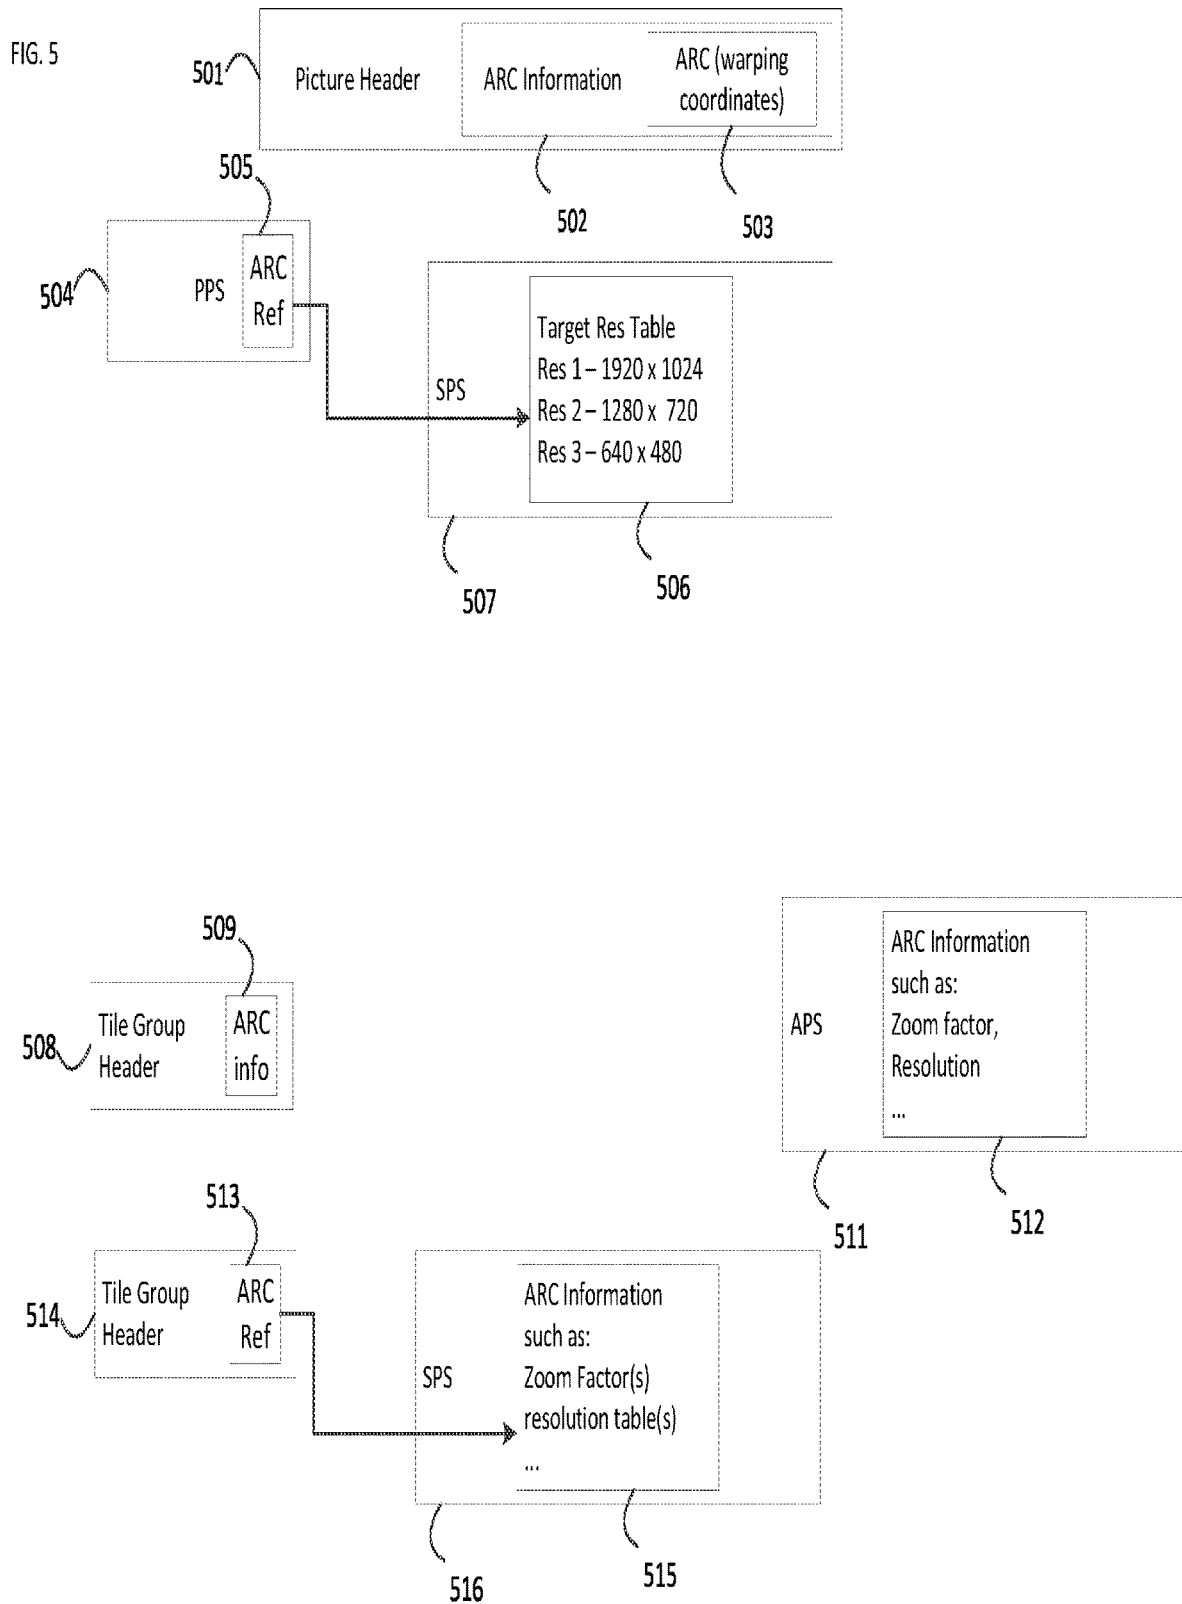 FIG. 5
501
Picture Header
ARC Information
ARC (warping
coordinates)
502
503
505
504
PPS
ARC
Ref
SPS
Target Res Table
Res 1 – 1920 x 1024
Res 2 – 1280 x 720
Res 3 – 640 x 480
507
506
509
508
Tile Group
Header
ARC
info
APS
ARC Information
such as:
Zoom factor,
Resolution
...
511
512
513
514
Tile Group
Header
ARC
Ref
SPS
ARC Information
such as:
Zoom Factor(s)
resolution table(s)
...
516
515